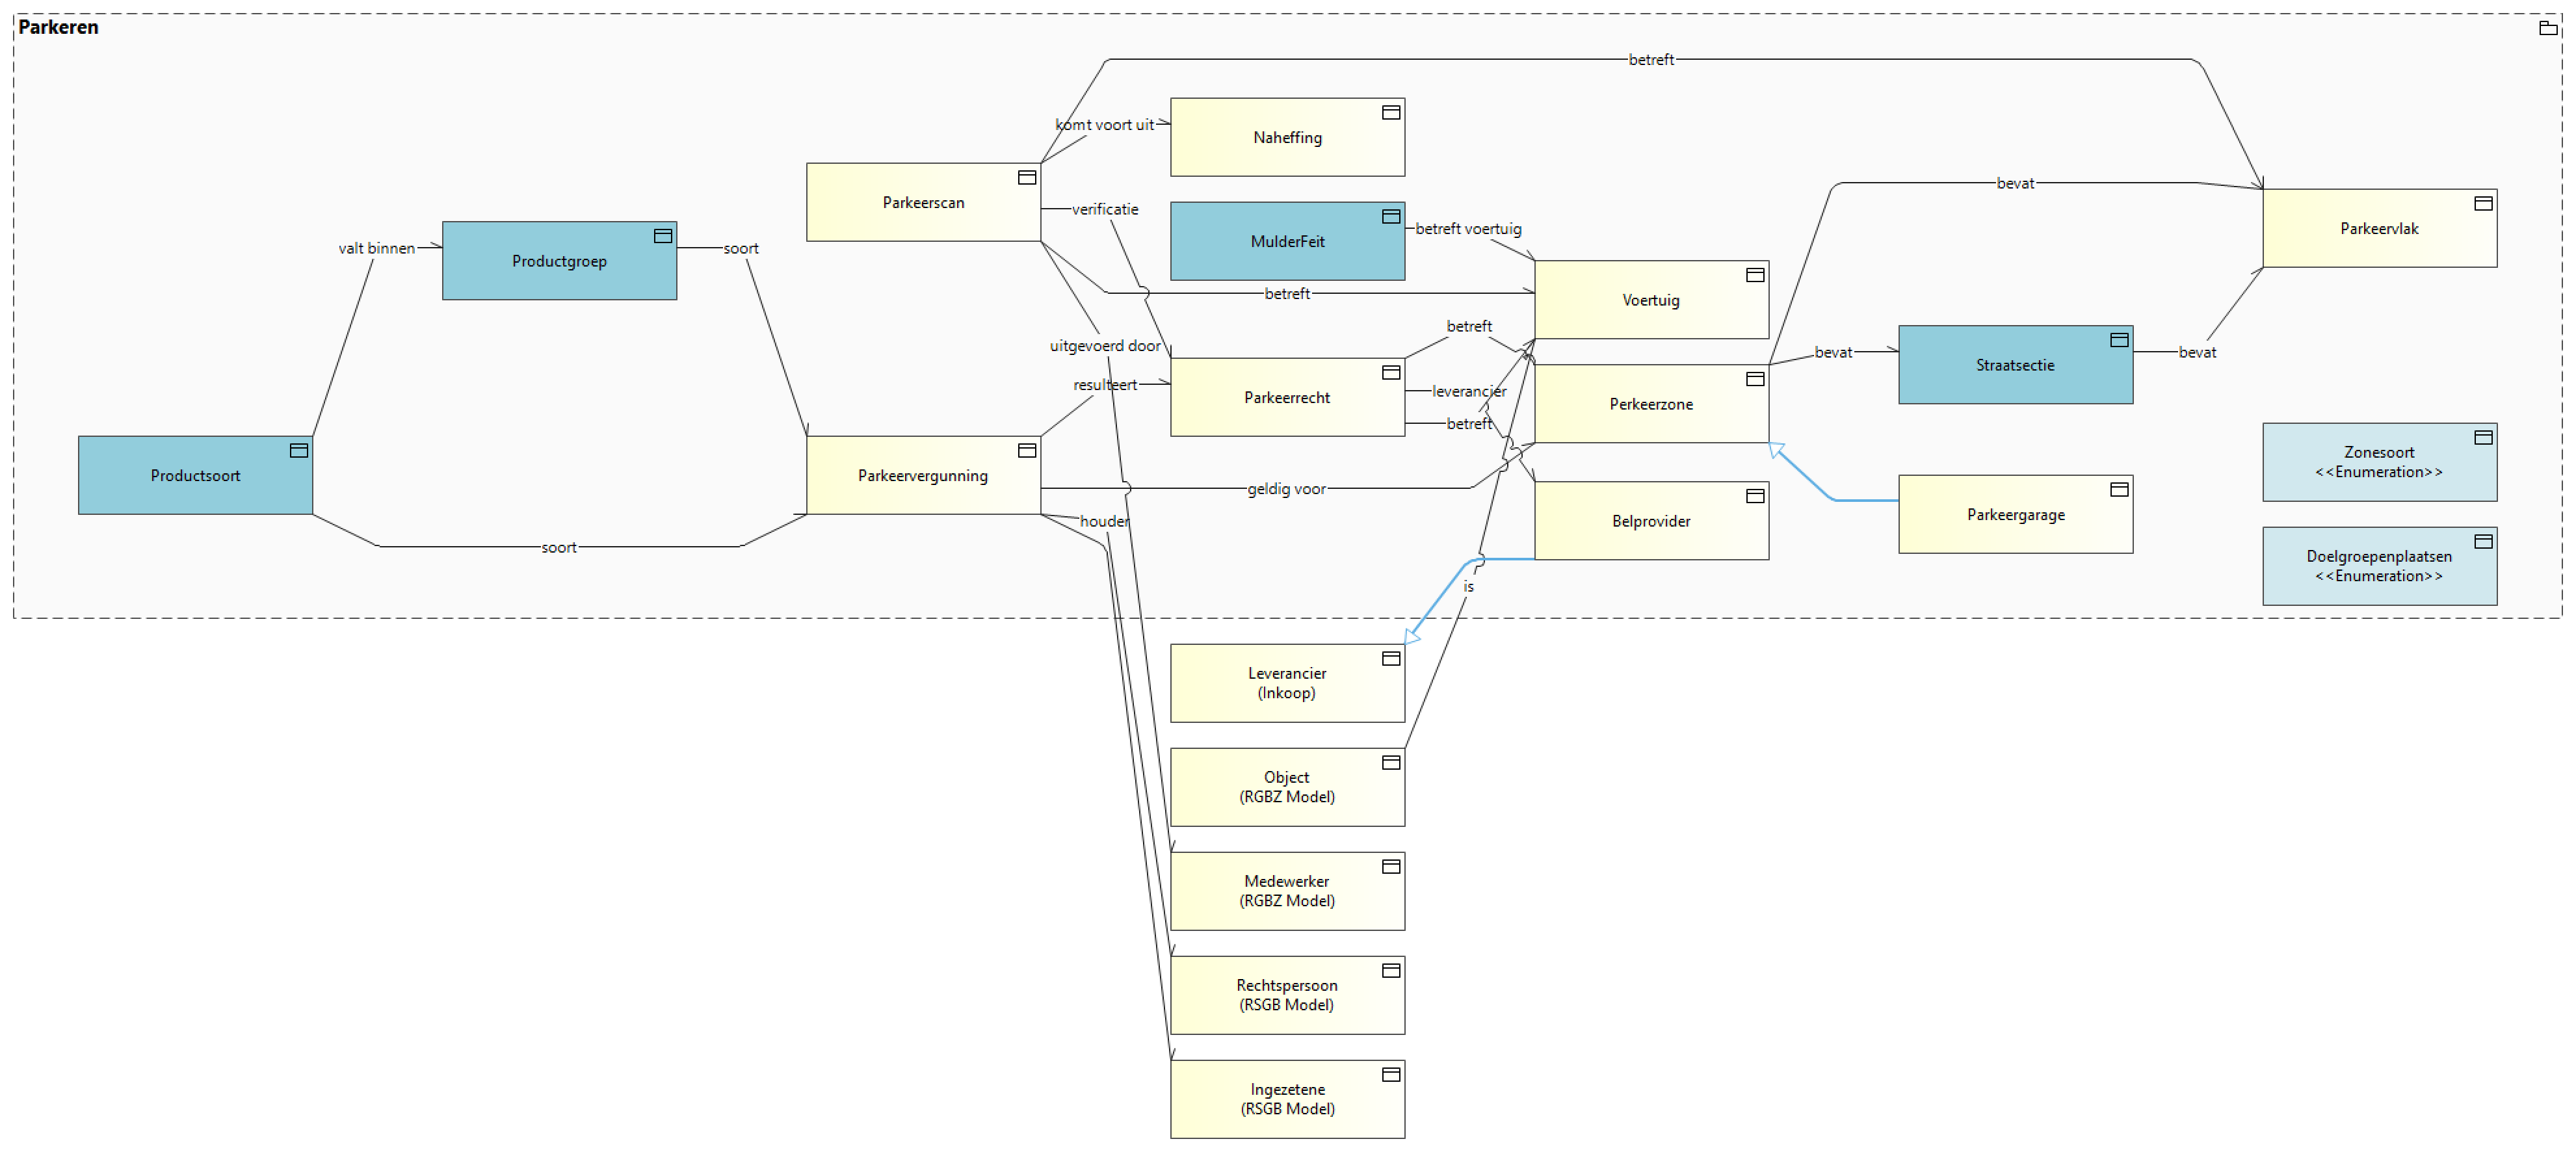 Parkeren
betreft
komt voort uit
Naheffing
Parkeerscan
verificatie
MulderFeit
betreft voertuig
bevat
Parkeervlak
valt binnen
Productgroep
soort
betreft
Voertuig
uitgevoerd door
betreft
resulteert
Parkeerrecht
leverancier
betreft
Perkeerzone
bevat
Straatsectie
bevat
Productsoort
Parkeervergunning
geldig voor
houder
Belprovider
Parkeergarage
Zonesoort
<<Enumeration>>
Doelgroepenplaatsen
<<Enumeration>>
soort
is
Leverancier
(Inkoop)
Object
(RGBZ Model)
Medewerker
(RGBZ Model)
Rechtspersoon
(RSGB Model)
Ingezetene
(RSGB Model)